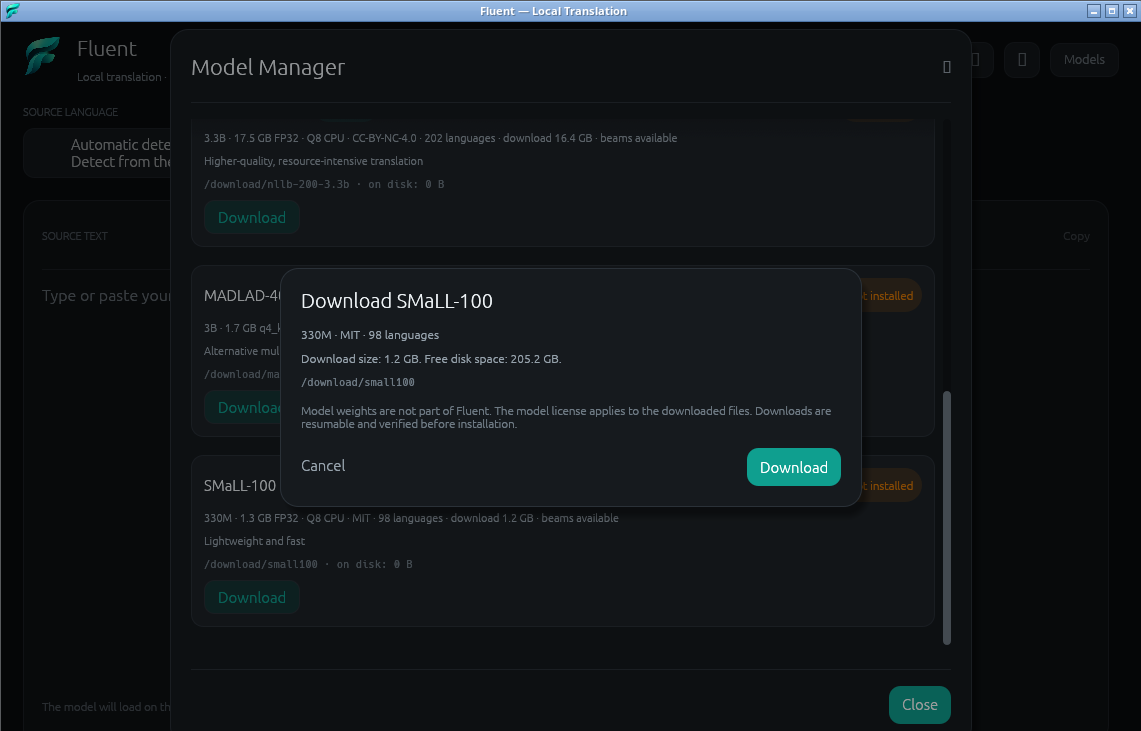 Fluent — Local Translation
Fluent
Local translation ·
Models
SOURCE LANGUAGE
Automatic dete
Detect from the
SOURCE TEXT
Copy
Type or paste your
The model will load on th
Model Manager
3.3B · 17.5 GB FP32 · Q8 CPU · CC-BY-NC-4.0 · 202 languages · download 16.4 GB · beams available
Higher-quality, resource-intensive translation
/download/nllb-200-3.3b · on disk: 0 B
Download
MADLAD-40
t installed
3B · 1.7 GB q4_k
Alternative mul
/download/ma
Download
SMaLL-100
t installed
330M · 1.3 GB FP32 · Q8 CPU · MIT · 98 languages · download 1.2 GB · beams available
Lightweight and fast
/download/small100 · on disk: 0 B
Download
Close
Download SMaLL-100
330M · MIT · 98 languages
Download size: 1.2 GB. Free disk space: 205.2 GB.
/download/small100
Model weights are not part of Fluent. The model license applies to the downloaded files. Downloads are
resumable and verified before installation.
Cancel
Download